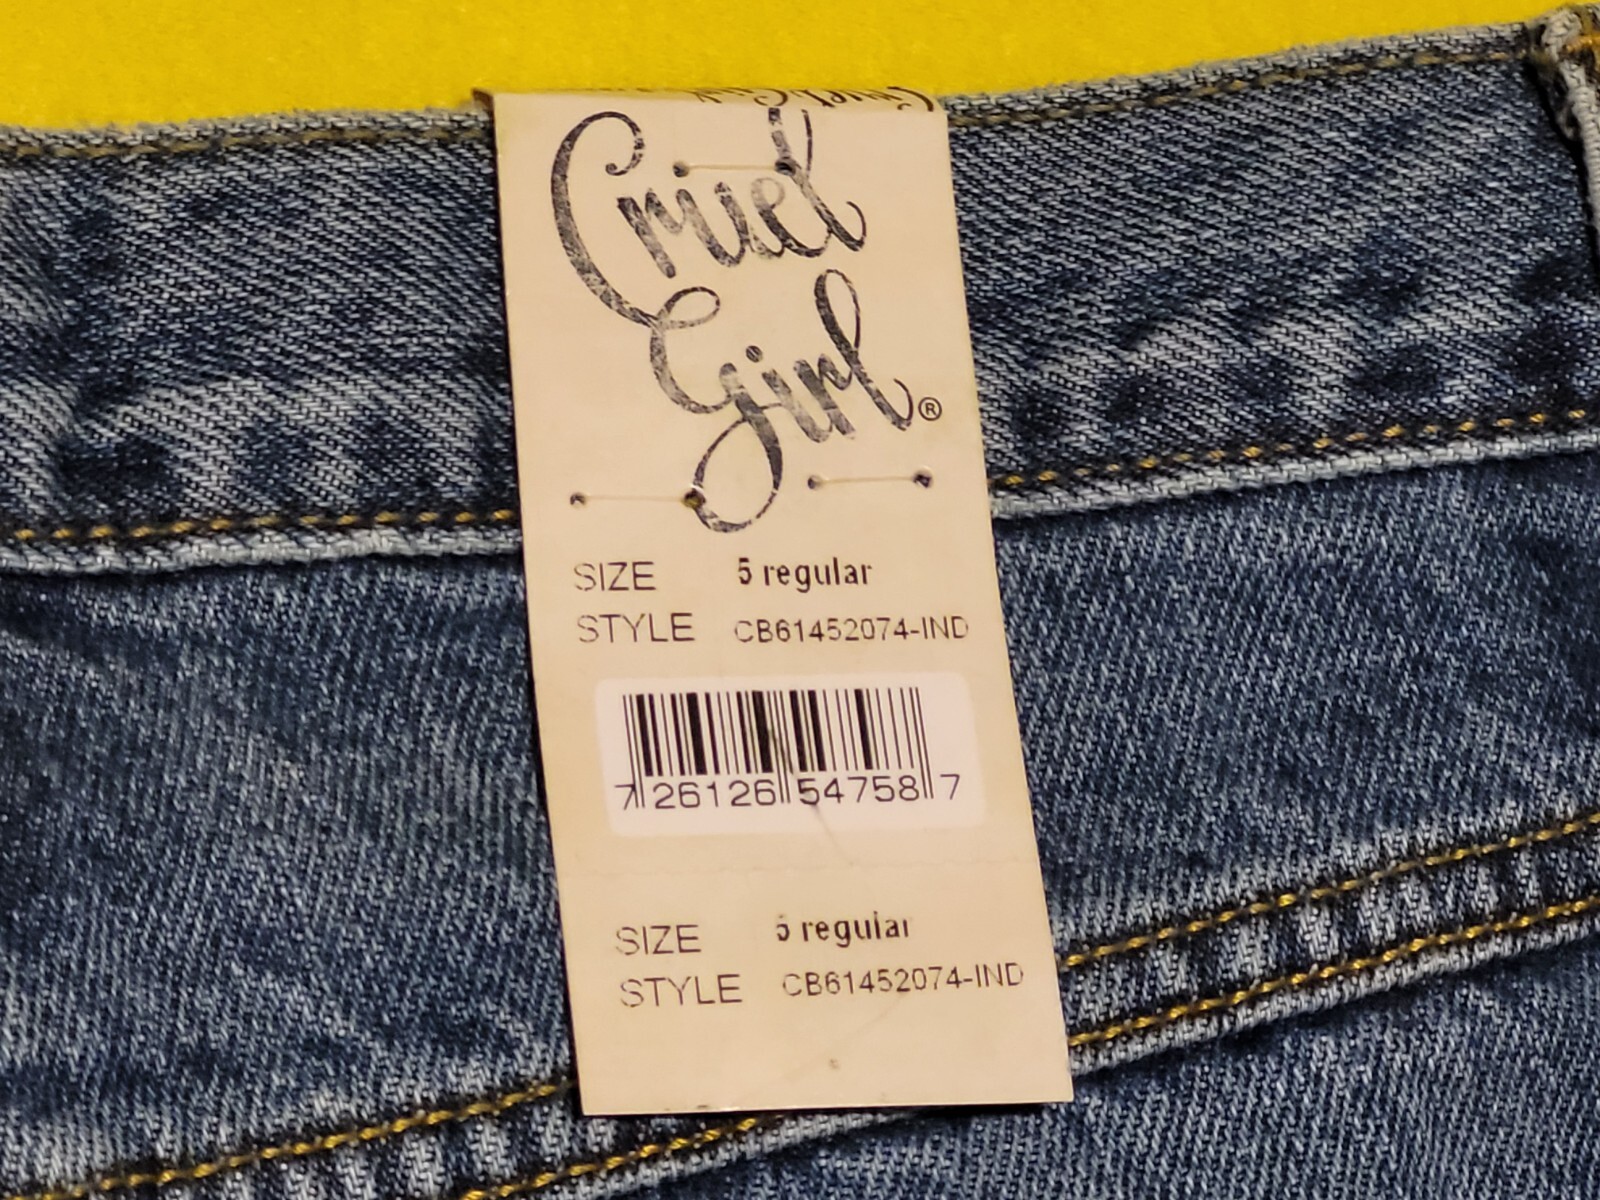 Cruel
Girl®
SIZE 5 regular
STYLE CB61452074-IND
7 26126 54758 7
SIZE 5 regular
STYLE CB61452074-IND